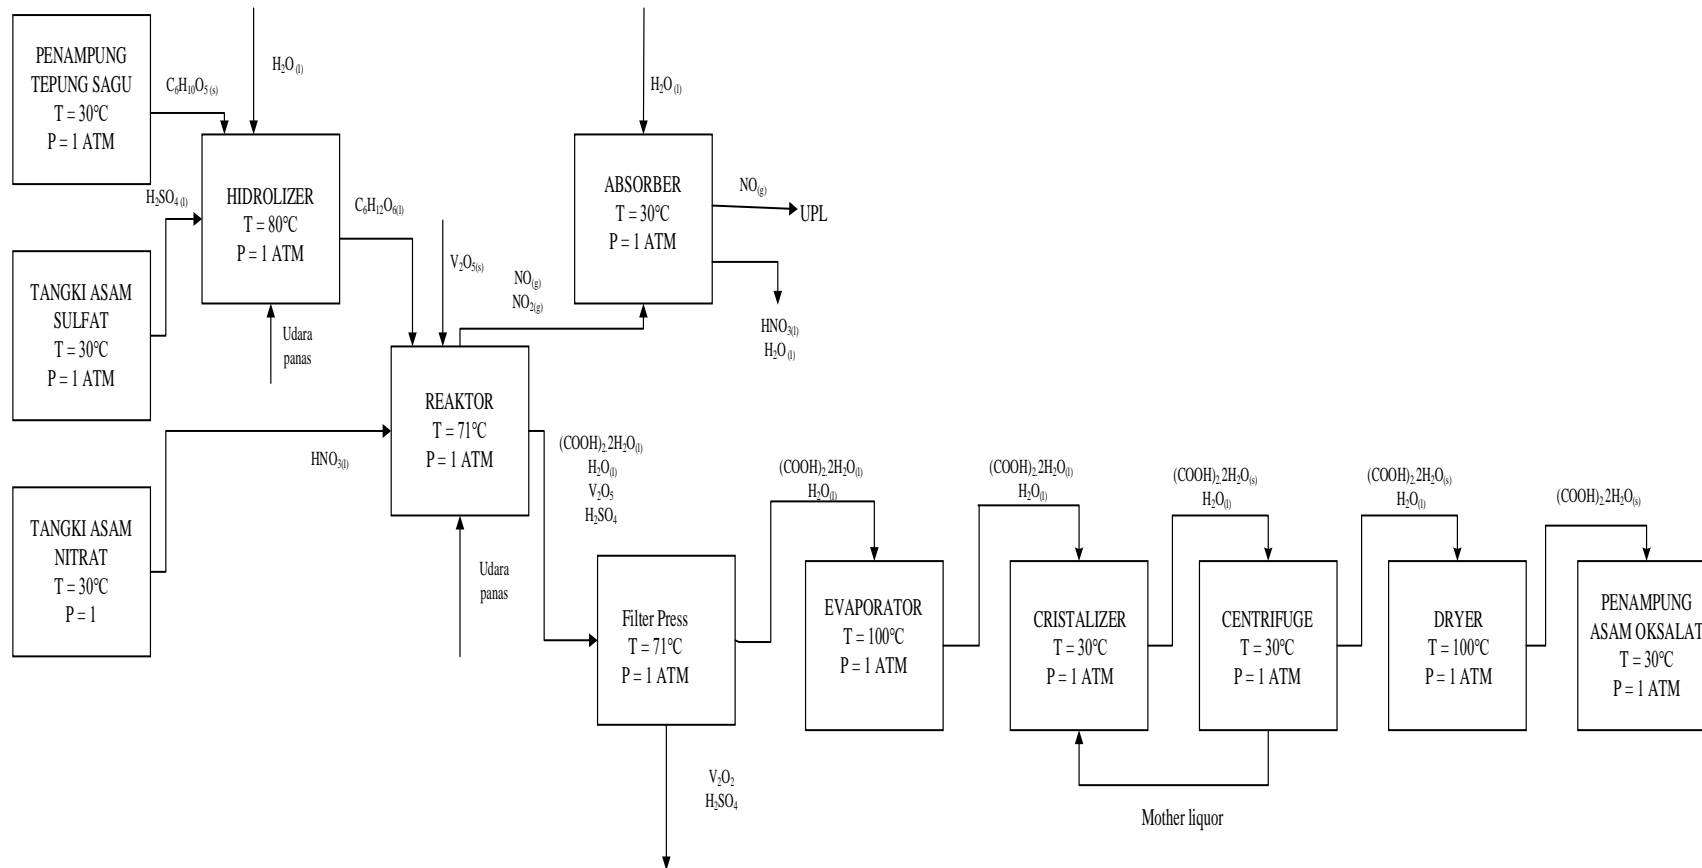 PENAMPUNG
TEPUNG SAGU
T = 30°C
P = 1 ATM
C₆H₁₀O₅ (s)
H₂O (l)
H₂SO₄ (l)
HIDROLIZER
T = 80°C
P = 1 ATM
C₆H₁₂O₆(l)
Udara
panas
TANGKI ASAM
SULFAT
T = 30°C
P = 1 ATM
TANGKI ASAM
NITRAT
T = 30°C
P = 1
HNO₃(l)
V₂O₅(s)
REAKTOR
T = 71°C
P = 1 ATM
Udara
panas
NO(g)
NO₂(g)
H₂O (l)
ABSORBER
T = 30°C
P = 1 ATM
NO(g)
UPL
HNO₃(l)
H₂O (l)
(COOH)₂.2H₂O(l)
H₂O(l)
V₂O₅
H₂SO₄
Filter Press
T = 71°C
P = 1 ATM
V₂O₂
H₂SO₄
(COOH)₂.2H₂O(l)
H₂O(l)
EVAPORATOR
T = 100°C
P = 1 ATM
(COOH)₂.2H₂O(l)
H₂O(l)
CRISTALIZER
T = 30°C
P = 1 ATM
(COOH)₂.2H₂O(s)
H₂O(l)
CENTRIFUGE
T = 30°C
P = 1 ATM
Mother liquor
(COOH)₂.2H₂O(s)
H₂O(l)
DRYER
T = 100°C
P = 1 ATM
(COOH)₂.2H₂O(s)
PENAMPUNG
ASAM OKSALAT
T = 30°C
P = 1 ATM